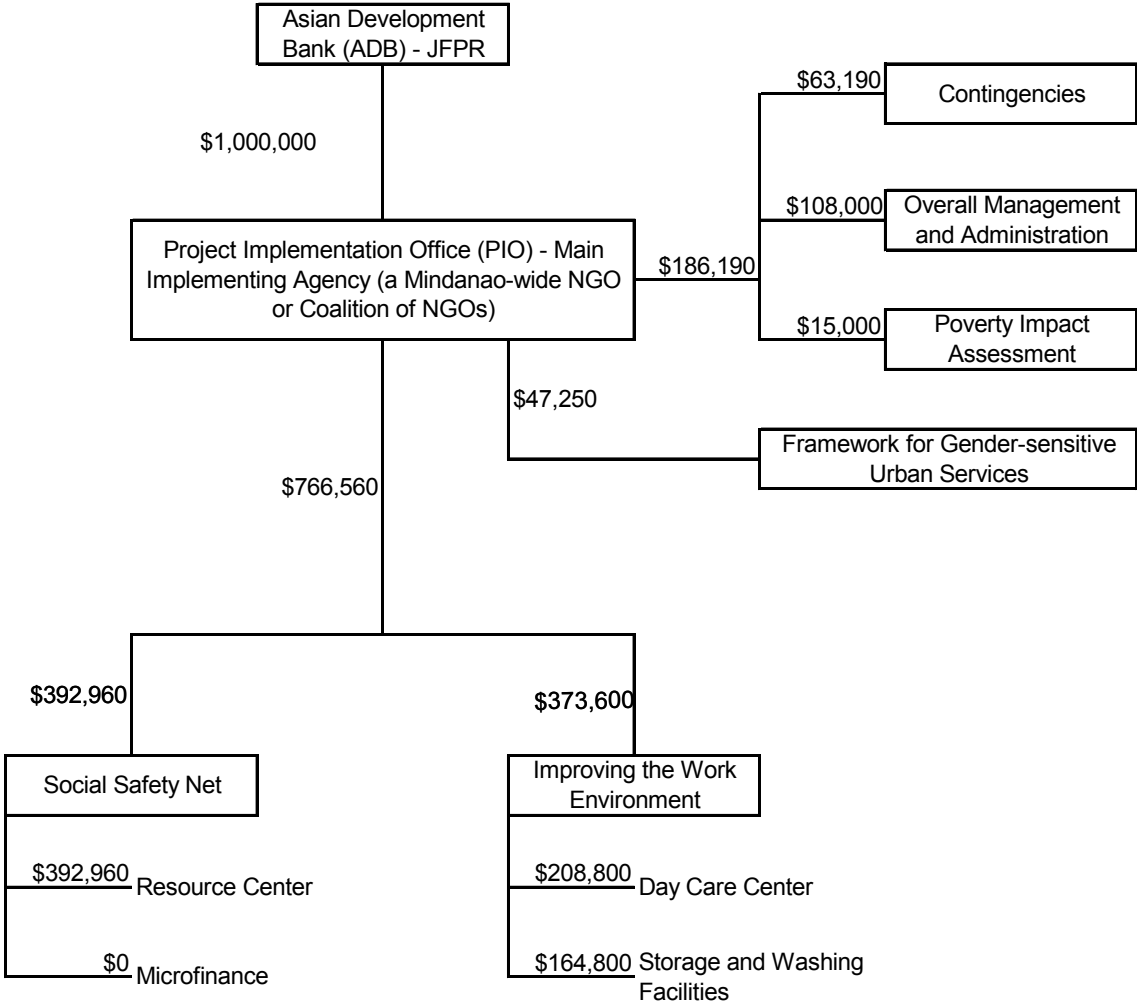 Asian Development
Bank (ADB) - JFPR
$63,190
Contingencies
$1,000,000
$108,000
Overall Management
and Administration
Project Implementation Office (PIO) - Main
Implementing Agency (a Mindanao-wide NGO
or Coalition of NGOs)
$186,190
$15,000
Poverty Impact
Assessment
$47,250
Framework for Gender-sensitive
Urban Services
$766,560
$392,960
$373,600
Social Safety Net
Improving the Work
Environment
$392,960
Resource Center
$208,800
Day Care Center
$0
Microfinance
$164,800
Storage and Washing
Facilities